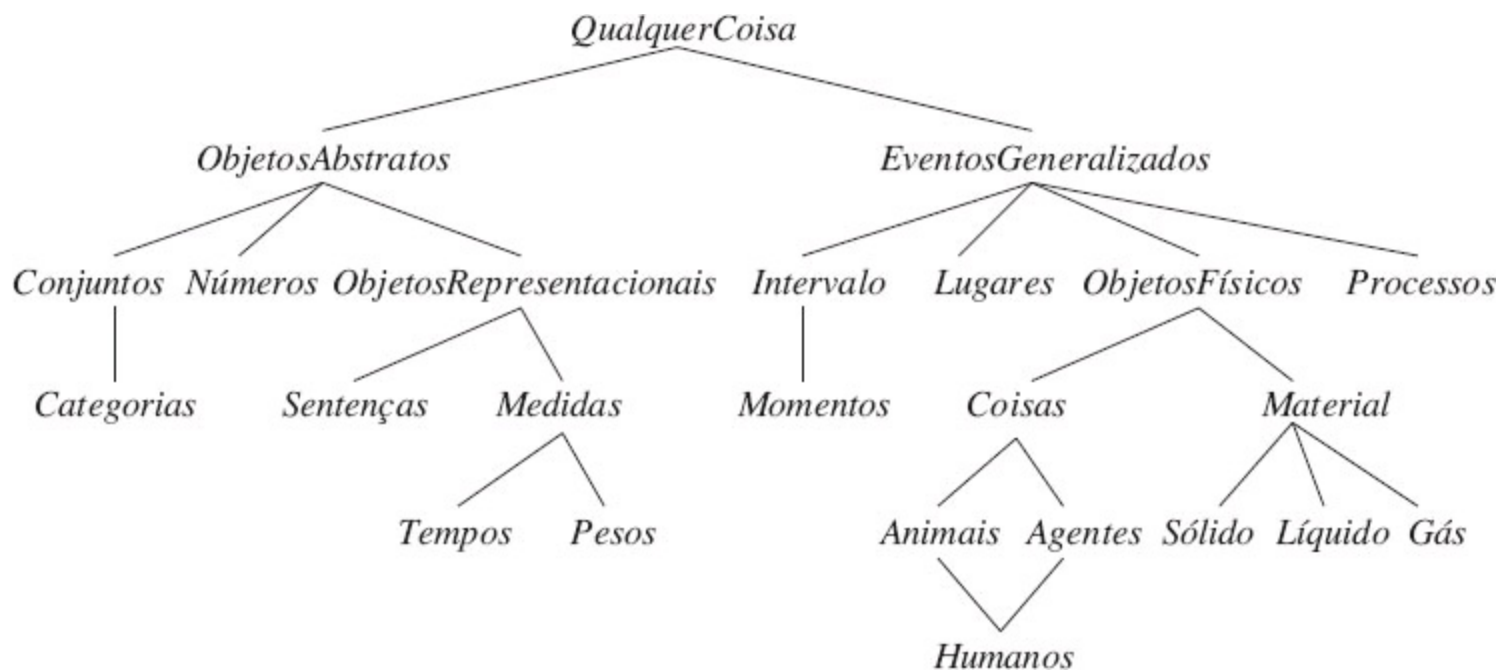 QualquerCoisa
ObjetosAbstratos EventosGeneralizados
Conjuntos Números ObjetosRepresentacionais Intervalo Lugares ObjetosFísicos Processos
Categorias Sentenças Medidas Momentos Coisas Material
Tempos Pesos Animais Agentes Sólido Líquido Gás
Humanos